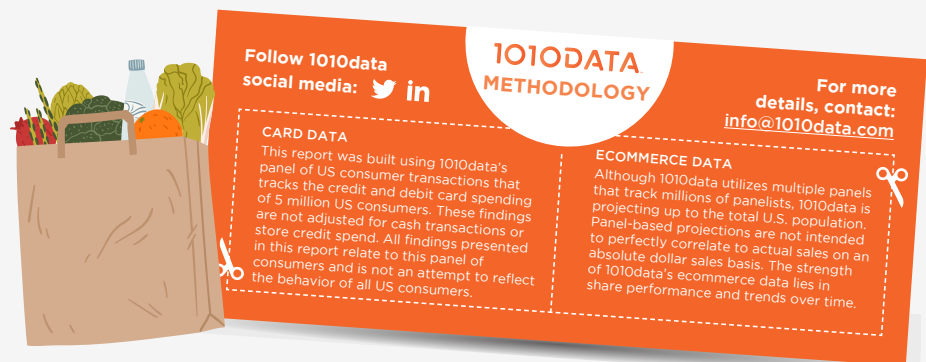 Follow 1010data
social media:
1010DATA
METHODOLOGY
For more
details, contact:
info@1010data.com
CARD DATA
This report was built using 1010data's
panel of US consumer transactions that
tracks the credit and debit card spending
of 5 million US consumers. These findings
are not adjusted for cash transactions or
store credit spend. All findings presented
in this report relate to this panel of
consumers and is not an attempt to reflect
the behavior of all US consumers.
ECOMMERCE DATA
Although 1010data utilizes multiple panels
that track millions of panelists, 1010data is
projecting up to the total U.S. population.
Panel-based projections are not intended
to perfectly correlate to actual sales on an
absolute dollar sales basis. The strength
of 1010data's ecommerce data lies in
share performance and trends over time.